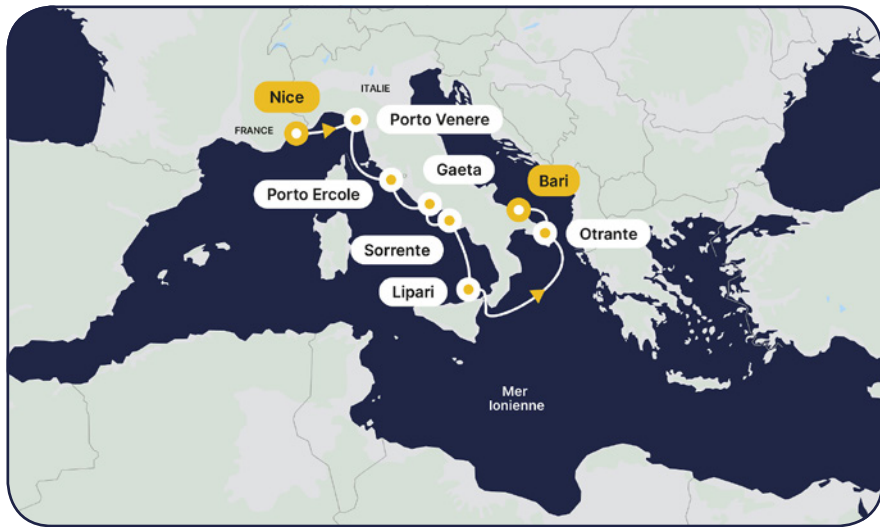 ITALIE
Nice
Porto Venere
FRANCE
Gaeta
Bari
Porto Ercole
Otrante
Sorrente
Lipari
Mer
Ionienne